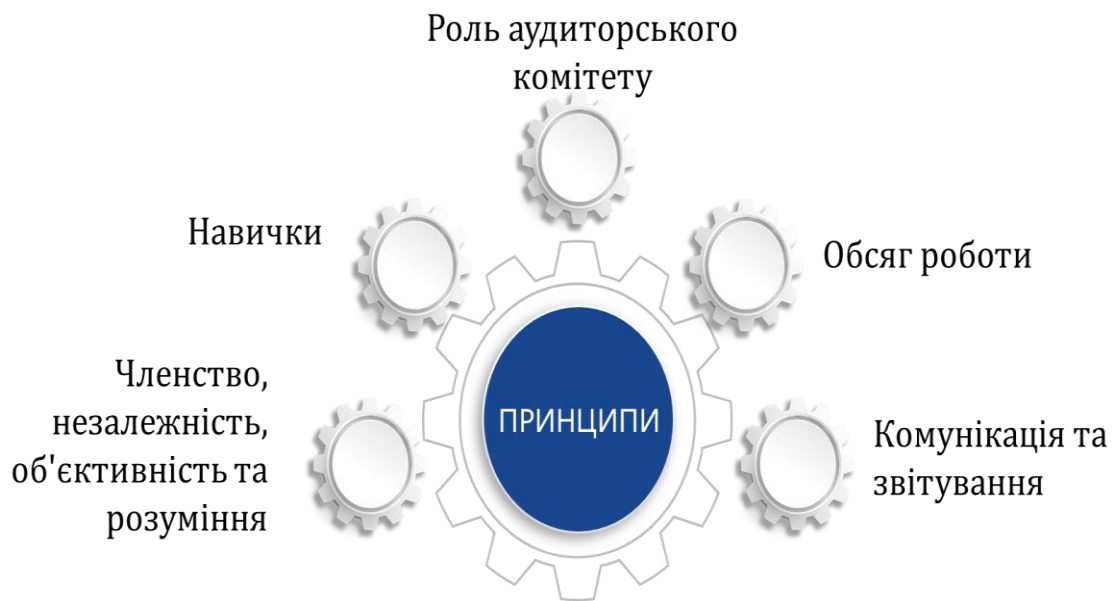 Роль аудиторського
комітету
Навички
Обсяг роботи
Членство,
незалежність,
об'єктивність та
розуміння
ПРИНЦИПИ
Комунікація та
звітування